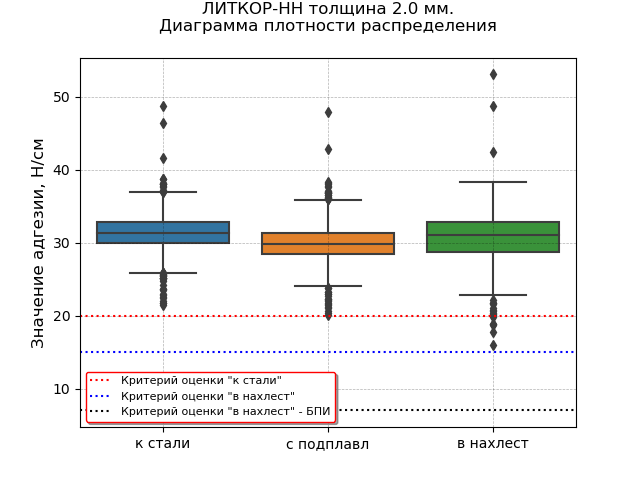 ЛИТКОР-НН толщина 2.0 мм.
Диаграмма плотности распределения
Значение адгезии, Н/см
50
40
30
20
10
Критерий оценки "к стали"
Критерий оценки "в нахлест"
Критерий оценки "в нахлест" - БПИ
к стали
с подплавл
в нахлест